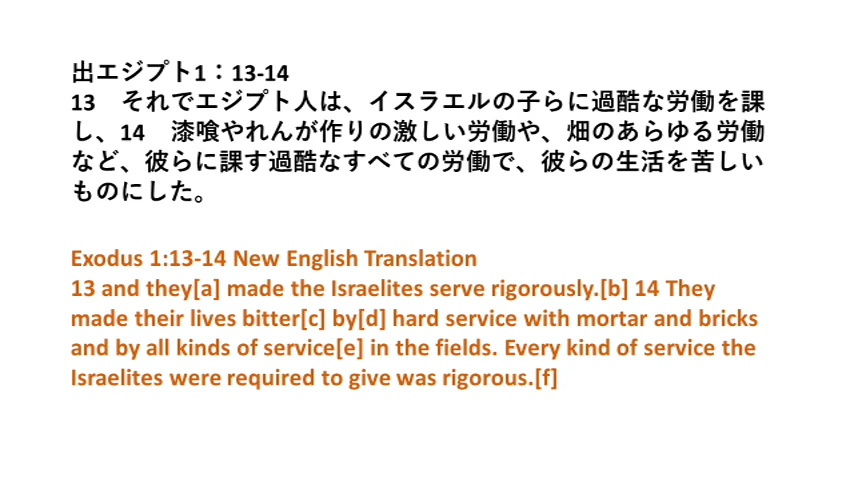 出エジプト1：13-14
13　それでエジプト人は、イスラエルの子らに過酷な労働を課
し、14　漆喰やれんが作りの激しい労働や、畑のあらゆる労働
など、彼らに課す過酷なすべての労働で、彼らの生活を苦しい
ものにした。
Exodus 1:13-14 New English Translation
13 and they[a] made the Israelites serve rigorously.[b] 14 They
made their lives bitter[c] by[d] hard service with mortar and bricks
and by all kinds of service[e] in the fields. Every kind of service the
Israelites were required to give was rigorous.[f]